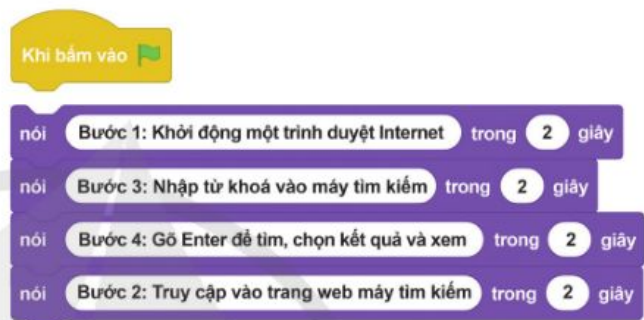 Khi bấm vào
nói Bước 1: Khởi động một trình duyệt Internet trong 2 giây
nói Bước 3: Nhập từ khoá vào máy tìm kiếm trong 2 giây
nói Bước 4: Gõ Enter để tìm, chọn kết quả và xem trong 2 giây
nói Bước 2: Truy cập vào trang web máy tìm kiếm trong 2 giây